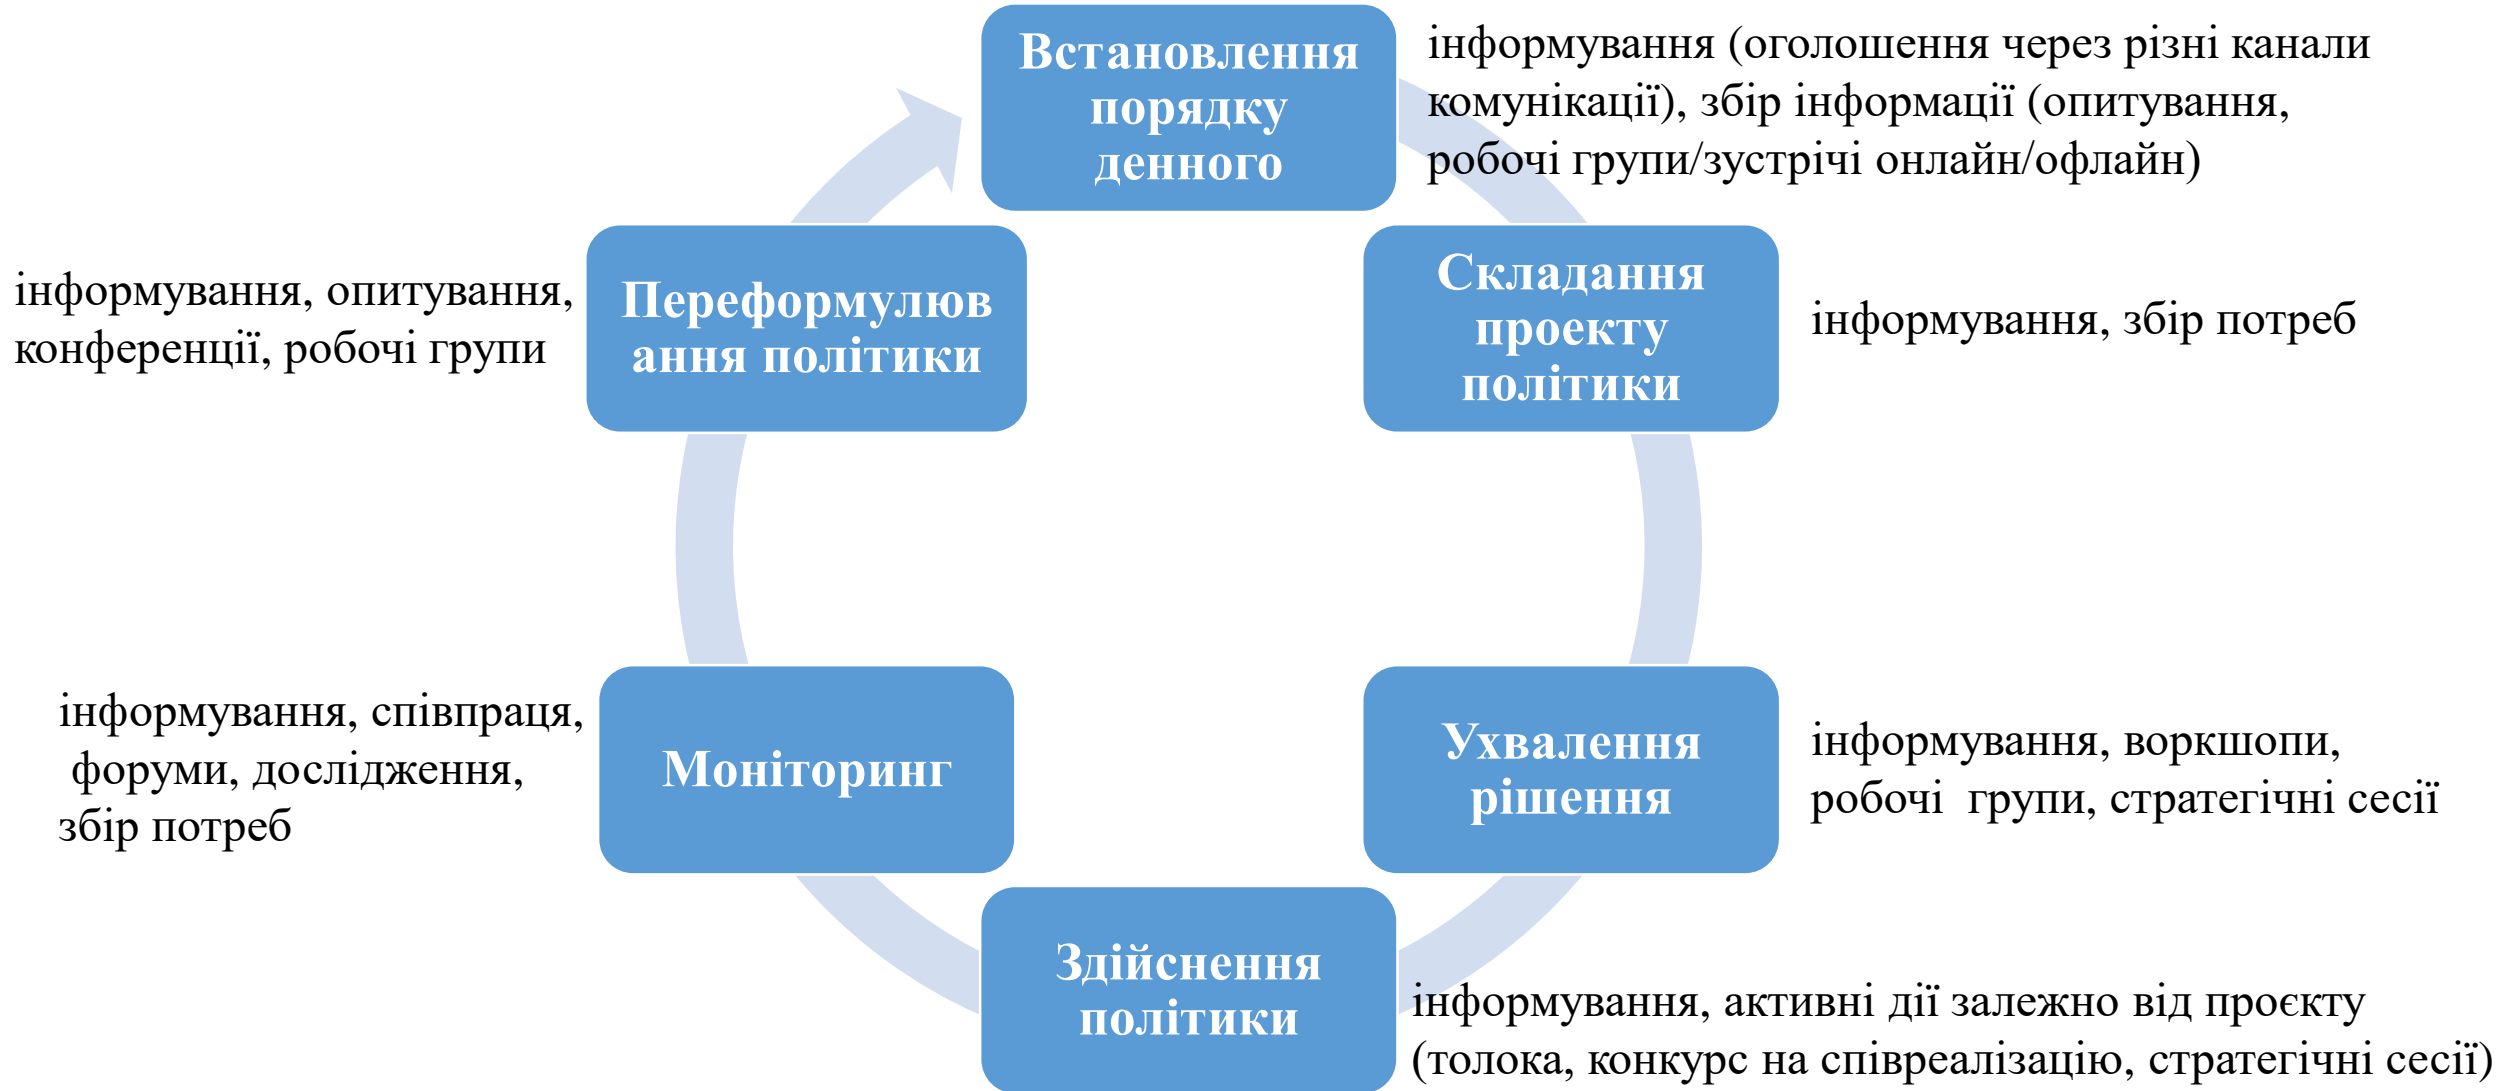 Встановлення
порядку
денного
інформування (оголошення через різні канали
комунікації), збір інформації (опитування,
робочі групи/зустрічі онлайн/офлайн)
Складання
проекту
політики
інформування, збір потреб
Ухвалення
рішення
інформування, воркшопи,
робочі  групи, стратегічні сесії
Здійснення
політики
інформування, активні дії залежно від проєкту
(толока, конкурс на співреалізацію, стратегічні сесії)
Моніторинг
інформування, співпраця,
форуми, дослідження,
збір потреб
Переформулюв
ання політики
інформування, опитування,
конференції, робочі групи